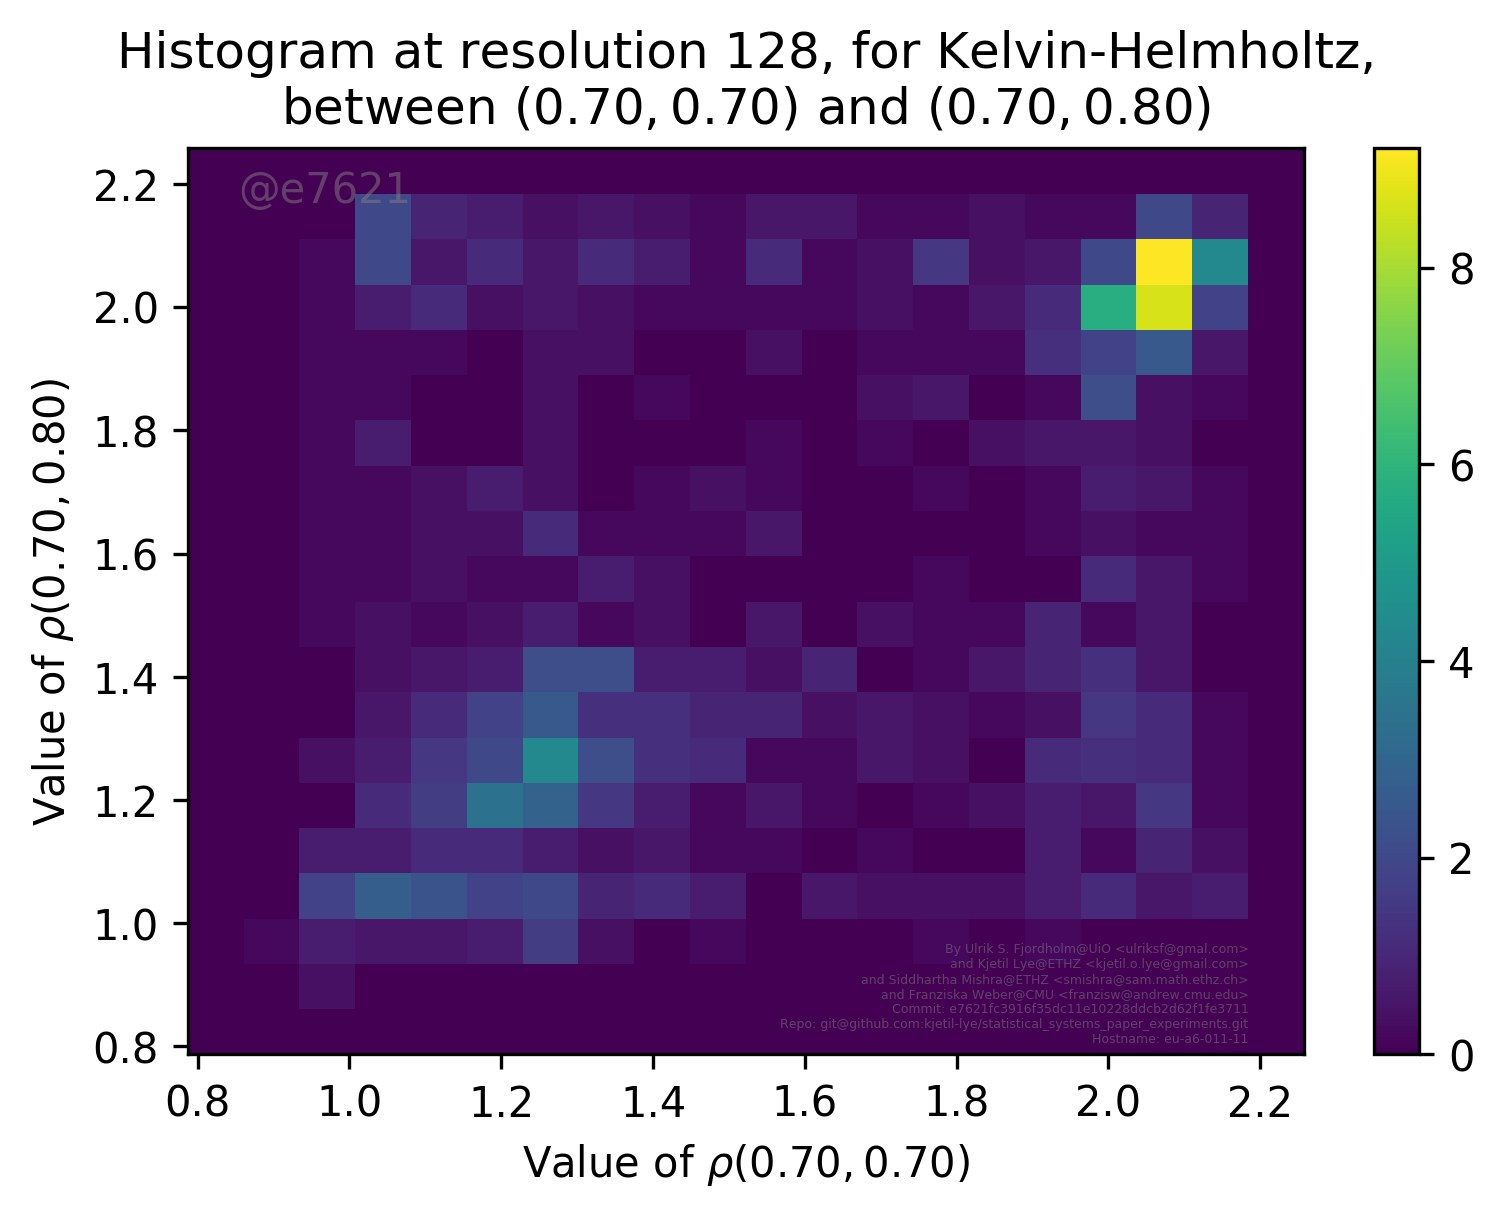 Histogram at resolution 128, for Kelvin-Helmholtz,
between (0.70, 0.70) and (0.70, 0.80)
@e7621
2.2
2.0
1.8
1.6
1.4
1.2
1.0
0.8
Value of ρ(0.70, 0.80)
8
6
4
2
0
By Ulrik S. Fjordholm@UiO <ulriksf@gmal.com>
and Kjetil Lye@ETHZ <kjetil.o.lye@gmail.com>
and Siddhartha Mishra@ETHZ <smishra@sam.math.ethz.ch>
and Franziska Weber@CMU <franzisw@andrew.cmu.edu>
Commit: e7621fc3916f35dc11e10228ddcb2d62f1fe3711
Repo: git@github.com:kjetil-lye/statistical_systems_paper_experiments.git
Hostname: eu-a6-011-11
0.8 1.0 1.2 1.4 1.6 1.8 2.0 2.2
Value of ρ(0.70, 0.70)